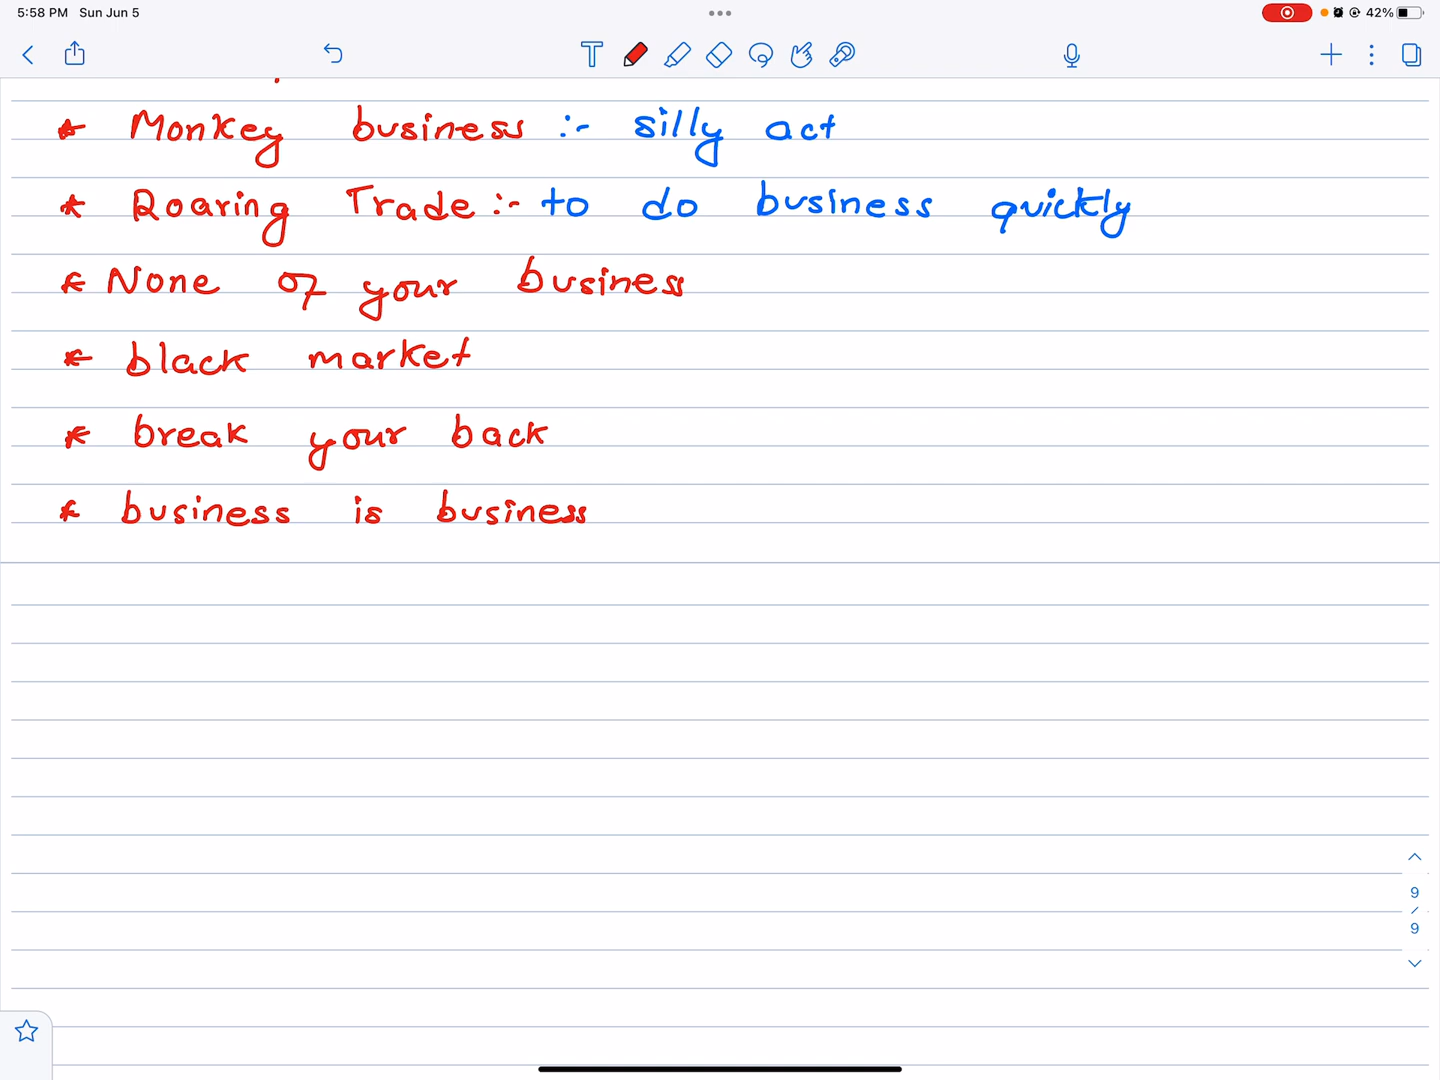 5:58 PM Sun Jun 5
42%
* Monkey business :- silly act
* Roaring Trade :- to do business quickly
* None of your business
* black market
* break your back
* business is business
9
/
9